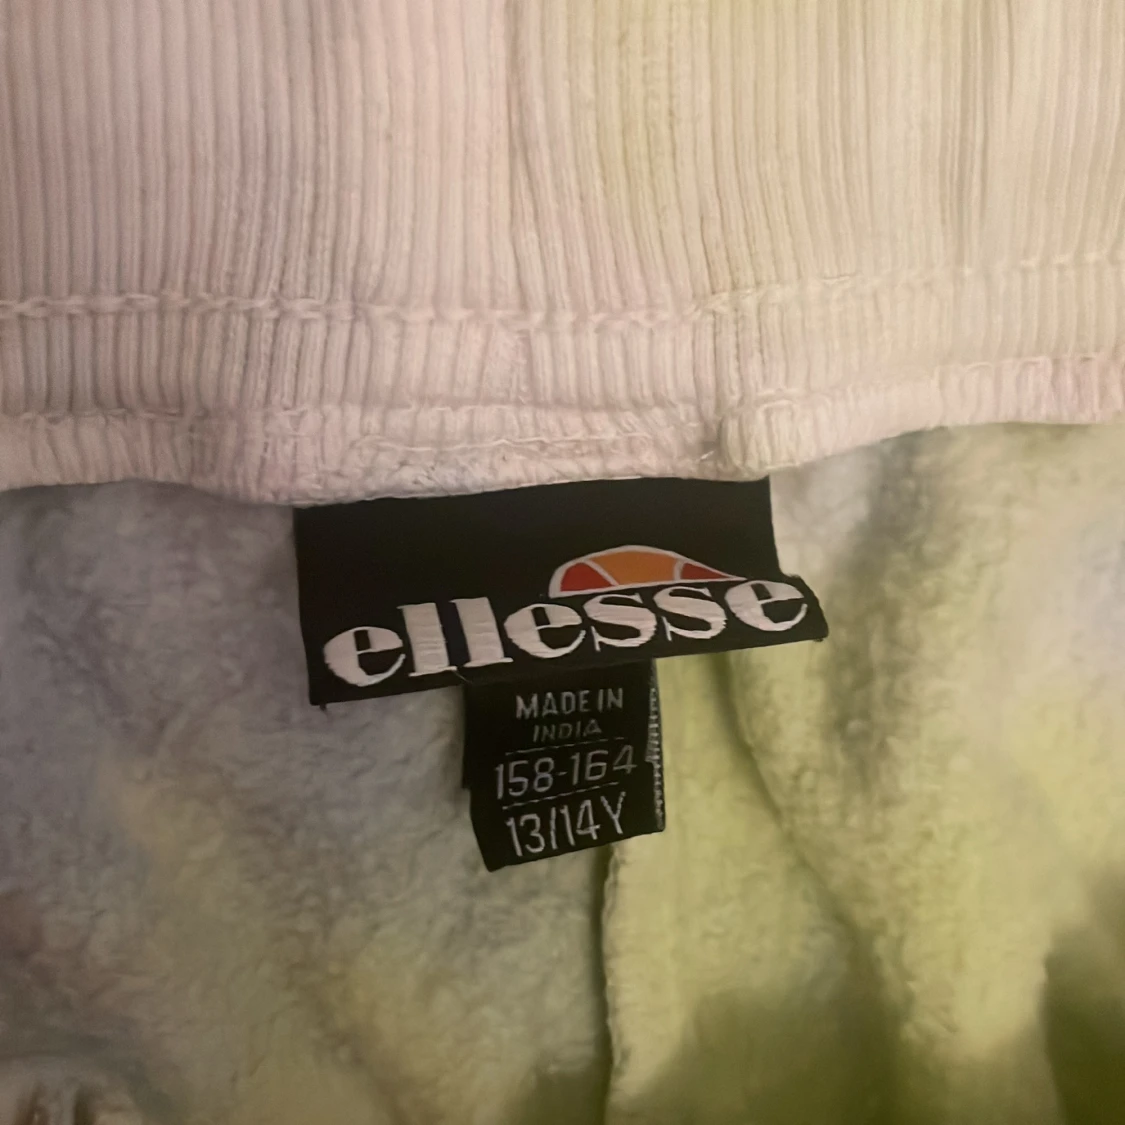 ellesse
MADE IN
INDIA
158-164
13/14Y